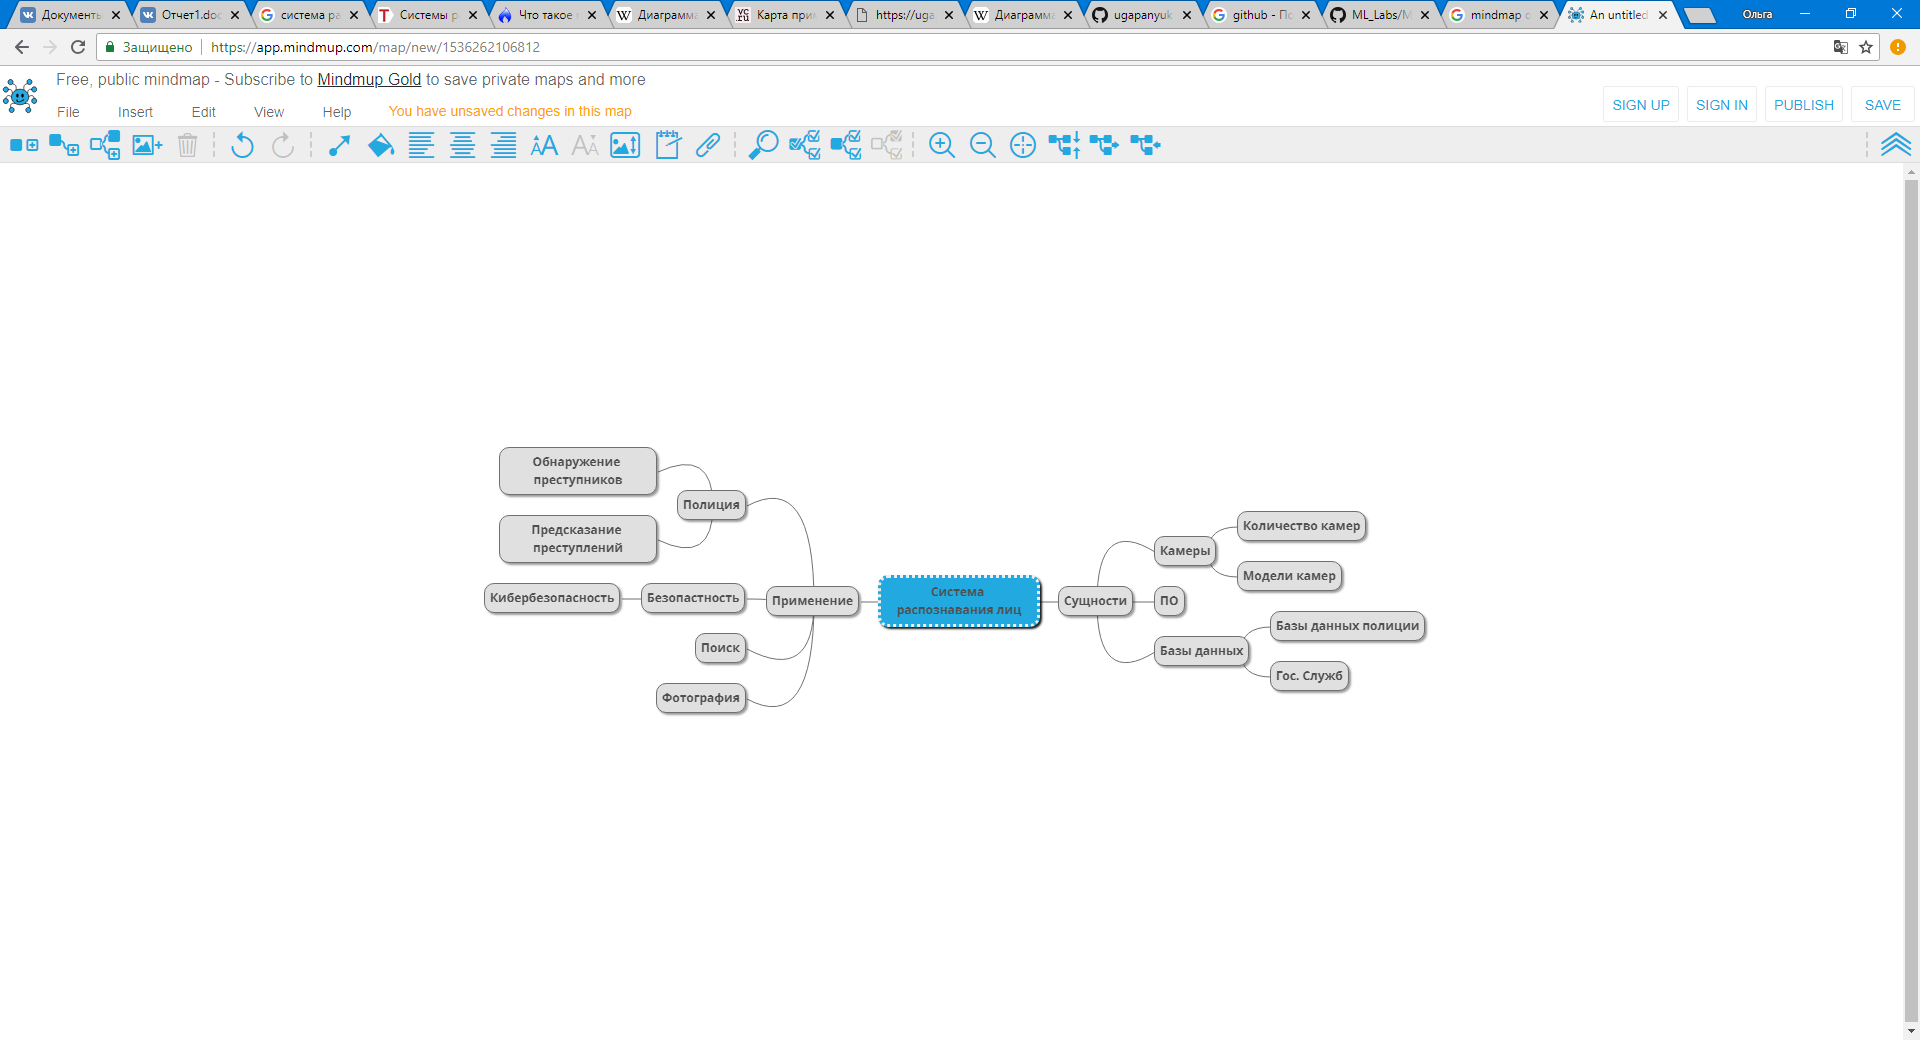 Документы
Отчет1.doc
система ра
Системы р
Что такое
Диаграмма
Карта при
https://uga
Диаграмма
ugapanyuk
github - По
ML_Labs/M
mindmap o
An untitled
Ольга
Защищено
https://app.mindmup.com/map/new/1536262106812
Free, public mindmap - Subscribe to Mindmup Gold to save private maps and more
File Insert Edit View Help You have unsaved changes in this map
SIGN UP SIGN IN PUBLISH SAVE
Обнаружение
преступников
Полиция
Предсказание
преступлений
Кибербезопасность
Безопастность
Применение
Поиск
Фотография
Система
распознавания лиц
Сущности
Камеры
Количество камер
Модели камер
ПО
Базы данных
Базы данных полиции
Гос. Служб